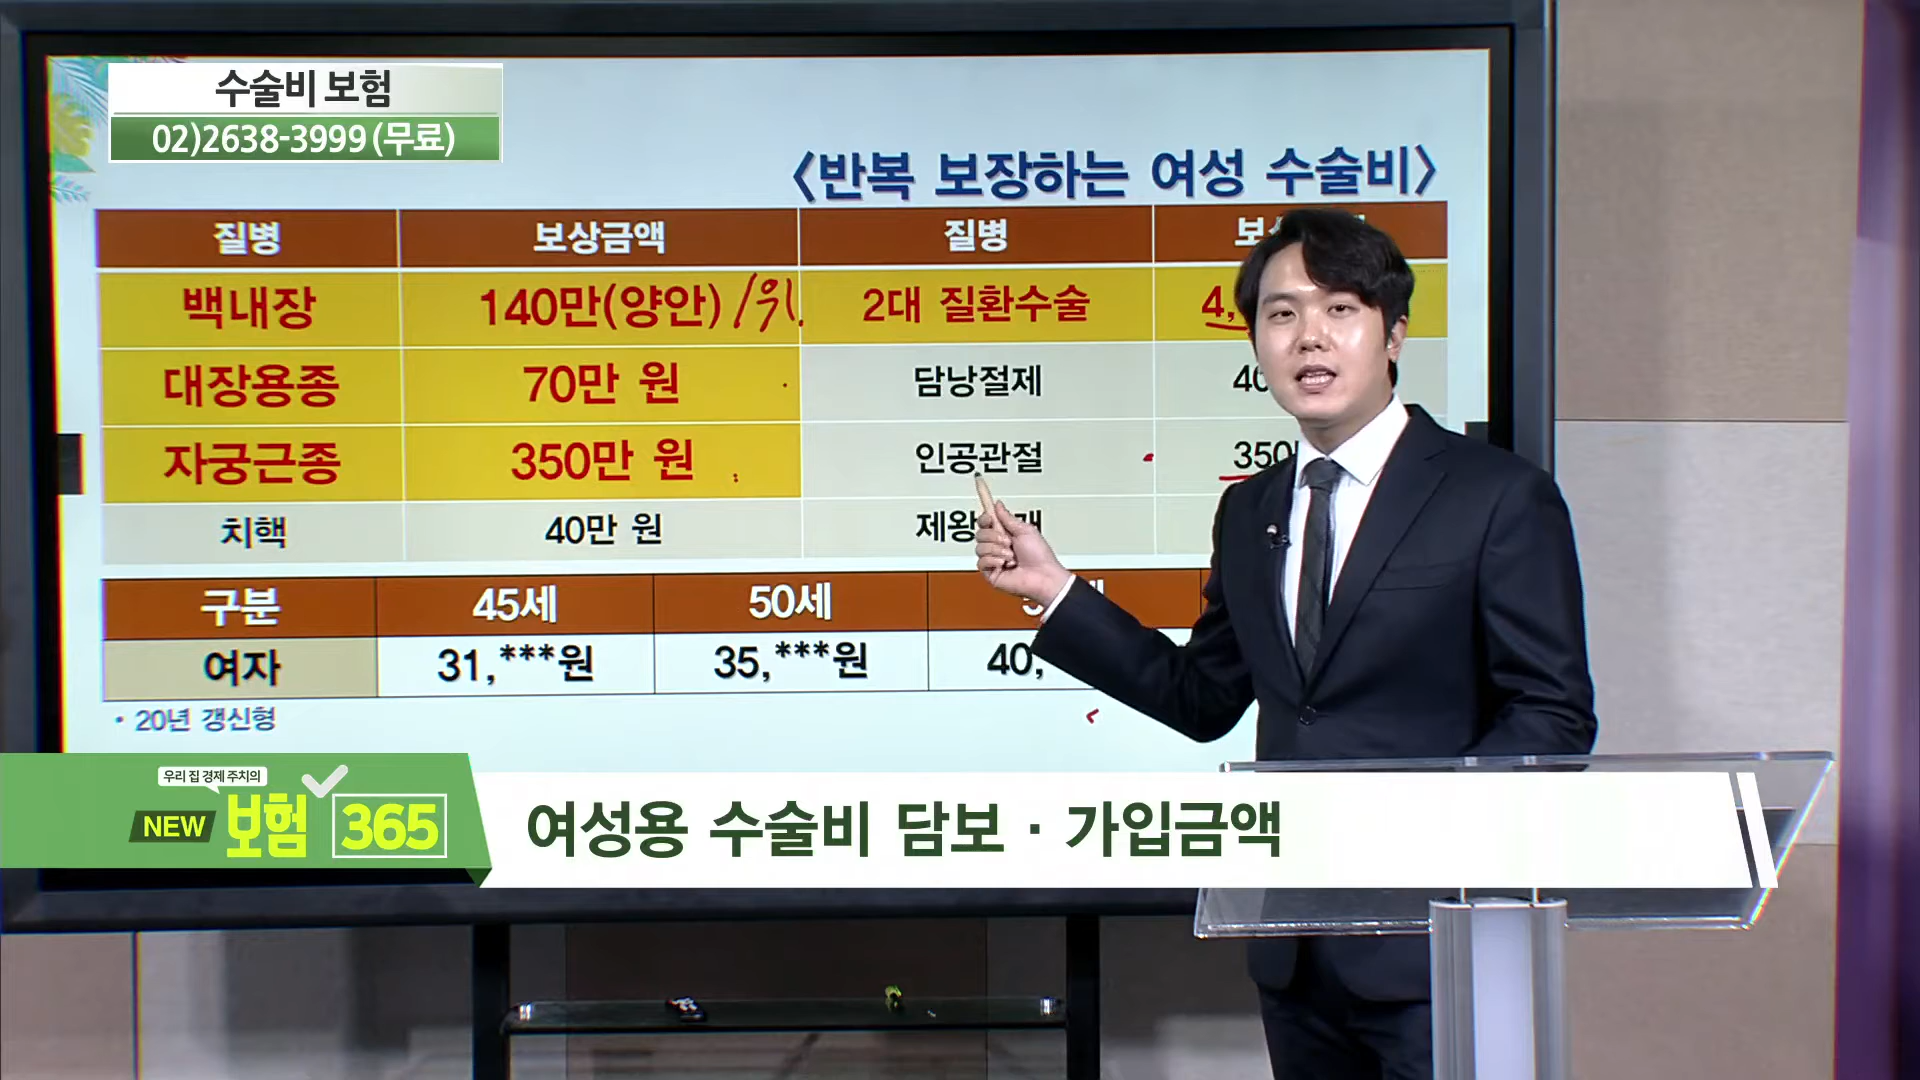 수술비 보험
02)2638-3999(무료)
<반복 보장하는 여성 수술비>
질병 보상금액 질병
백내장 140만(양안) 2대 질환수술 4,
대장용종 70만 원 담낭절제 40
자궁근종 350만 원 인공관절 350
치핵 40만 원
구분 45세 50세
여자 31,***원 35,***원 40,
• 20년 갱신형
우리 집 경제 주치의
NEW 보험 365
여성용 수술비 담보 · 가입금액